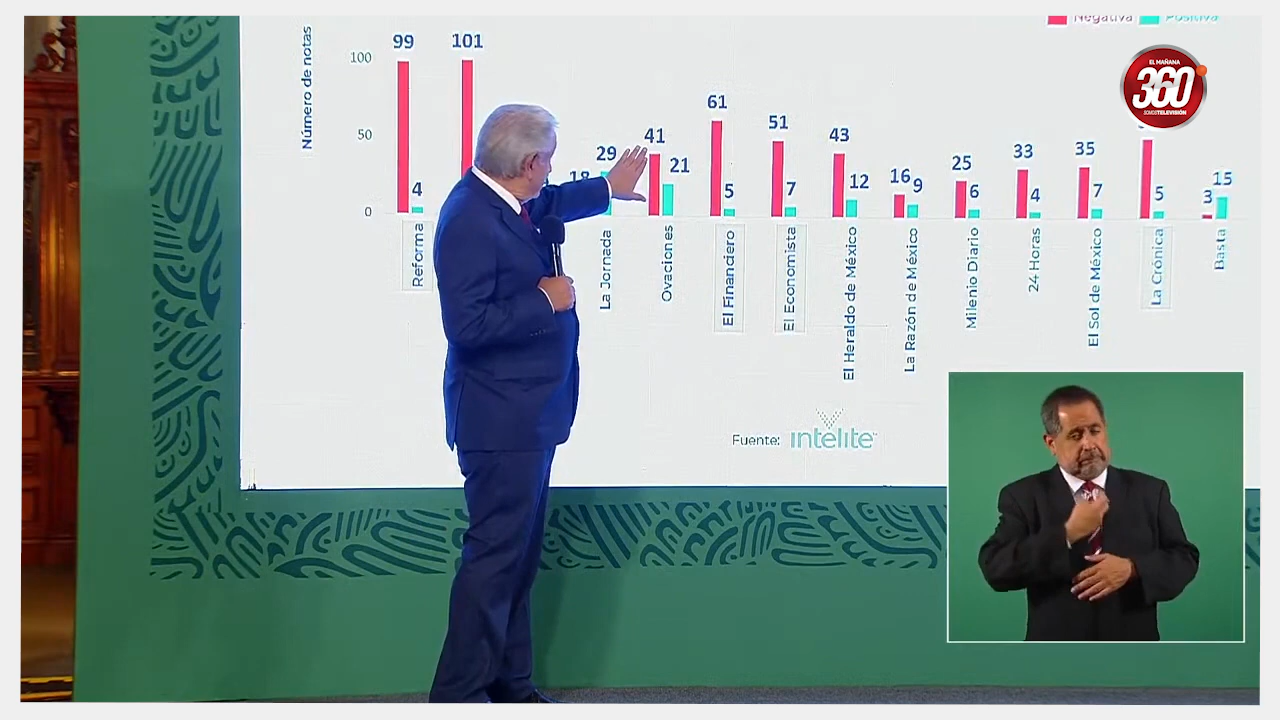 Negativa Positiva
EL MAÑANA
360°
SOMOSTELEVISIÓN
Número de notas
100
50
0
99 4
101
18 29
41 21
61 5
51 7
43 12
16 9
25 6
33 4
35 7
5
3 15
Reforma
La Jornada
Ovaciones
El Financiero
El Economista
El Heraldo de México
La Razón de México
Milenio Diario
24 Horas
El Sol de México
La Crónica
Basta
Fuente: intélite